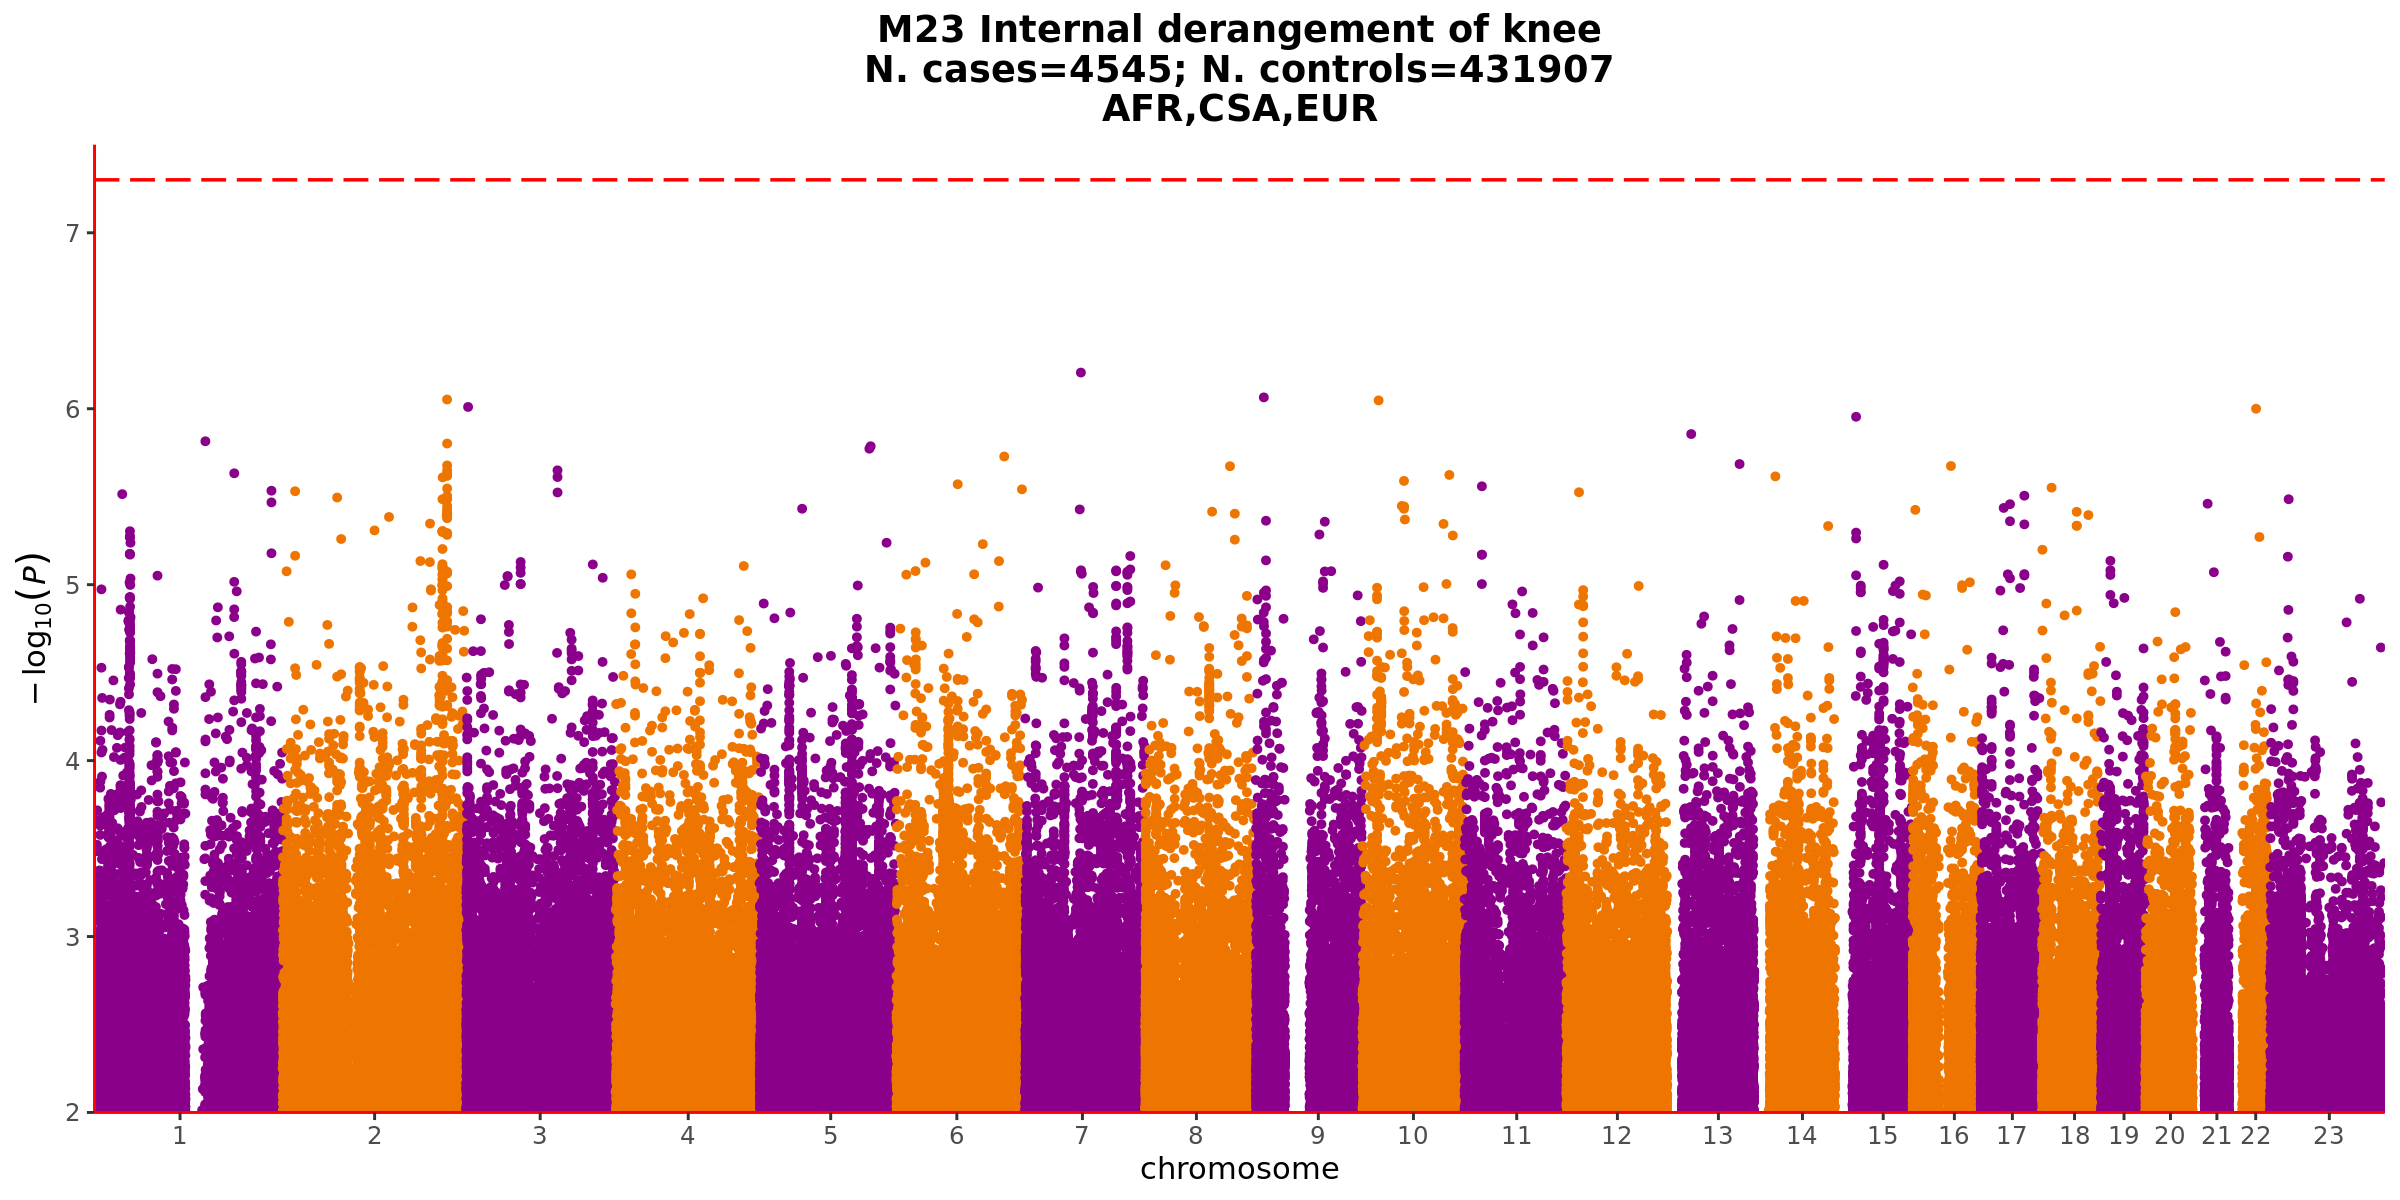 M23 Internal derangement of knee
N. cases=4545; N. controls=431907
AFR,CSA,EUR
−log10(P)
7
6
5
4
3
2
1 2 3 4 5 6 7 8 9 10 11 12 13 14 15 16 17 18 19 20 21 22 23
chromosome